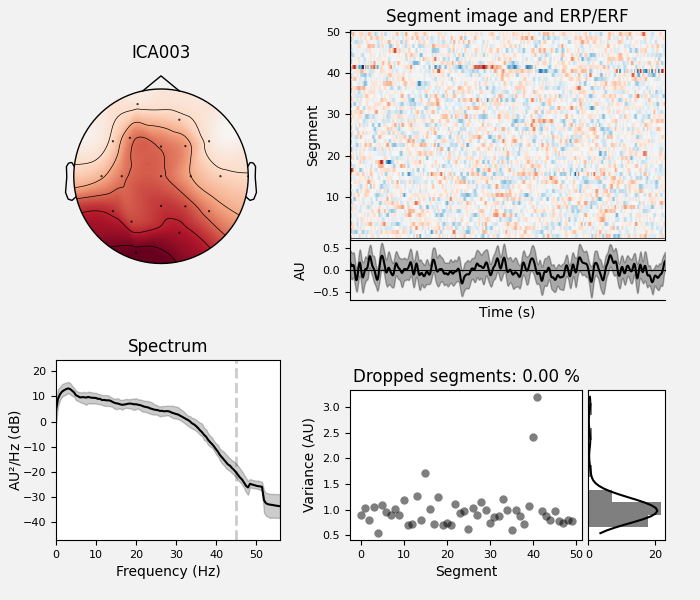 Segment image and ERP/ERF
ICA003
50
40
30
20
10
Segment
0.5
0.0
−0.5
AU
Time (s)
Spectrum
20
10
0
−10
−20
−30
−40
AU²/Hz (dB)
0 10 20 30 40 50
Frequency (Hz)
Dropped segments: 0.00 %
3.0
2.5
2.0
1.5
1.0
0.5
Variance (AU)
0 10 20 30 40 50
Segment
0 20